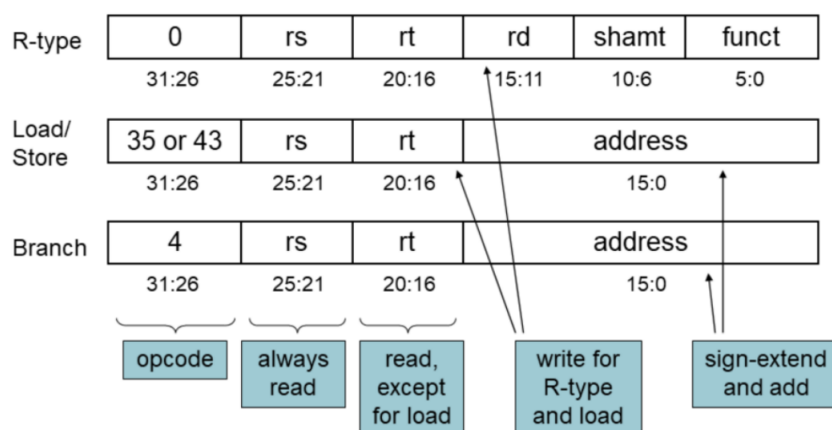 R-type 0 rs rt rd shamt funct
31:26 25:21 20:16 15:11 10:6 5:0
Load/
Store
35 or 43 rs rt address
31:26 25:21 20:16 15:0
Branch 4 rs rt address
31:26 25:21 20:16 15:0
opcode
always
read
read,
except
for load
write for
R-type
and load
sign-extend
and add